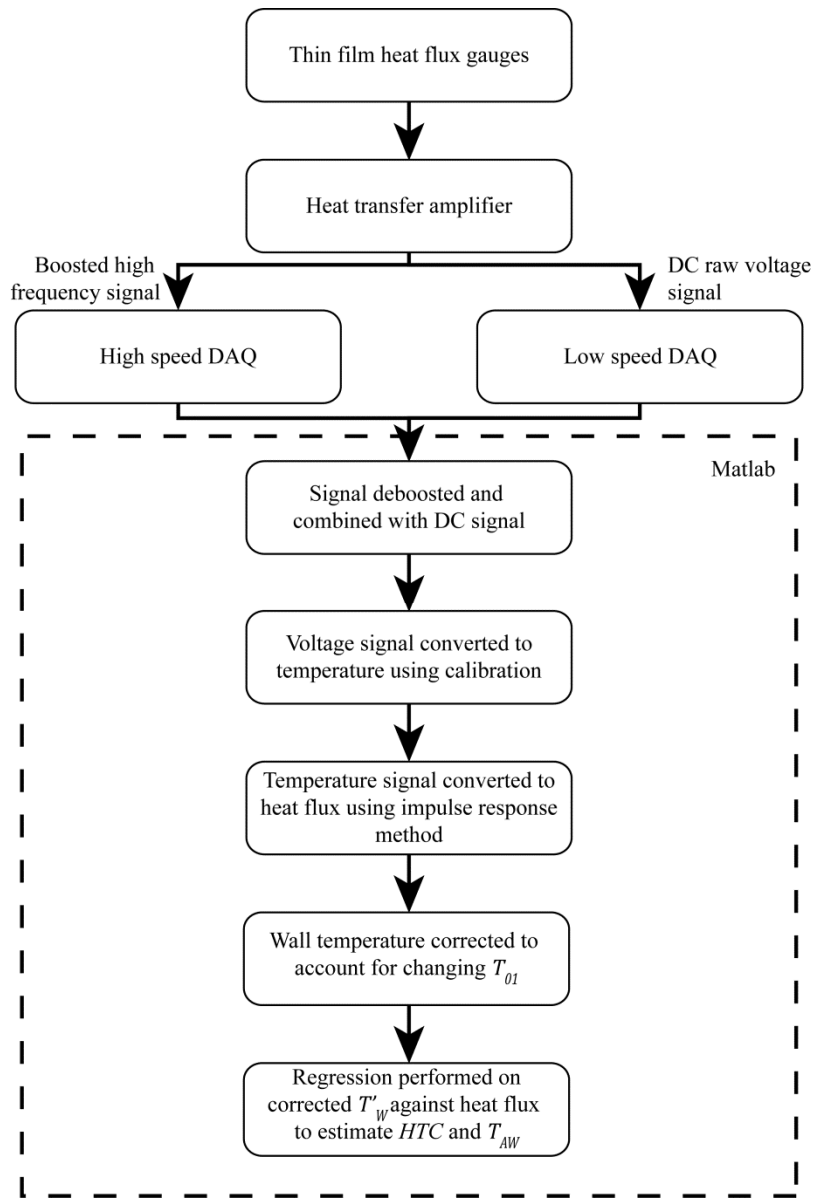 Thin film heat flux gauges
Heat transfer amplifier
Boosted high
frequency signal
DC raw voltage
signal
High speed DAQ
Low speed DAQ
Matlab
Signal deboosted and
combined with DC signal
Voltage signal converted to
temperature using calibration
Temperature signal converted to
heat flux using impulse response
method
Wall temperature corrected to
account for changing T01
Regression performed on
corrected T'W against heat flux
to estimate HTC and TAW